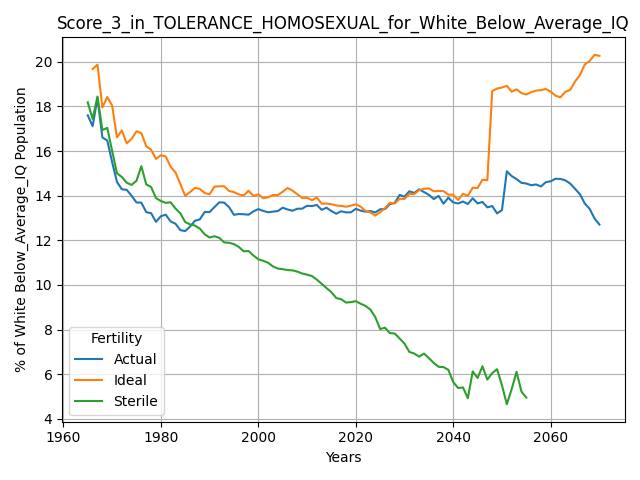 Score_3_in_TOLERANCE_HOMOSEXUAL_for_White_Below_Average_IQ
% of White Below_Average_IQ Population
20
18
16
14
12
10
8
6
4
Fertility
Actual
Ideal
Sterile
1960 1980 2000 2020 2040 2060
Years